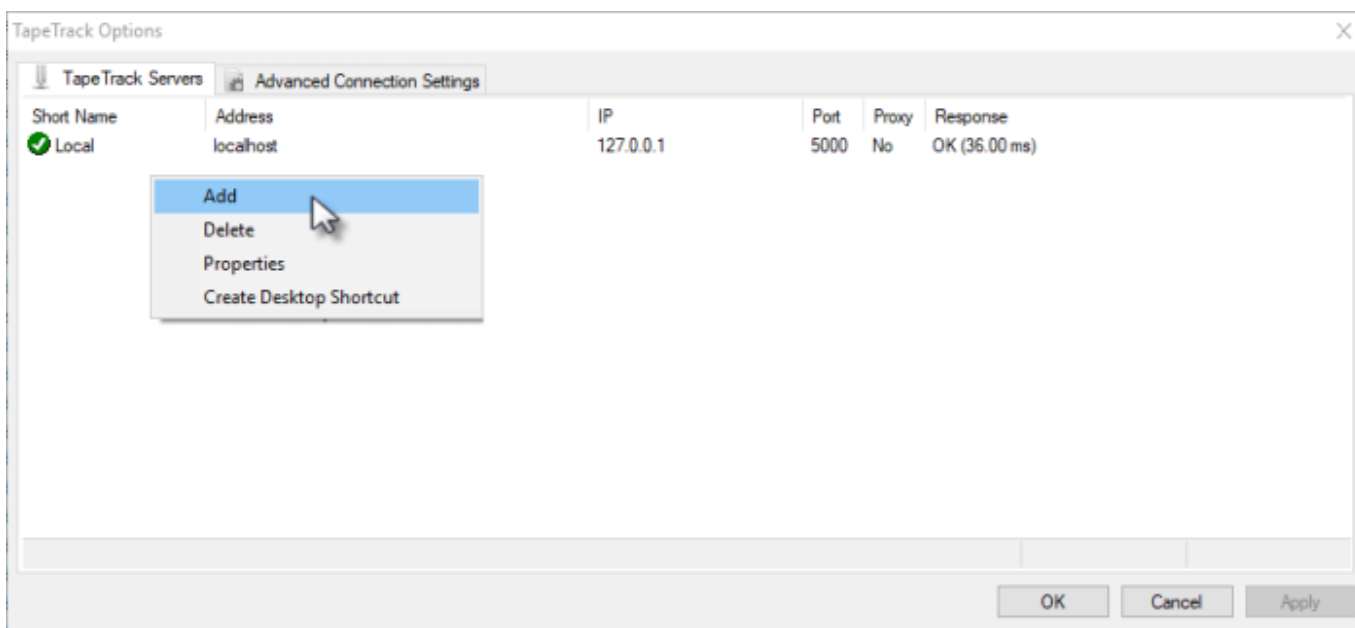 TapeTrack Options
TapeTrack Servers Advanced Connection Settings
Short Name Address IP Port Proxy Response
Local localhost 127.0.0.1 5000 No OK (36.00 ms)
Add
Delete
Properties
Create Desktop Shortcut
OK Cancel Apply